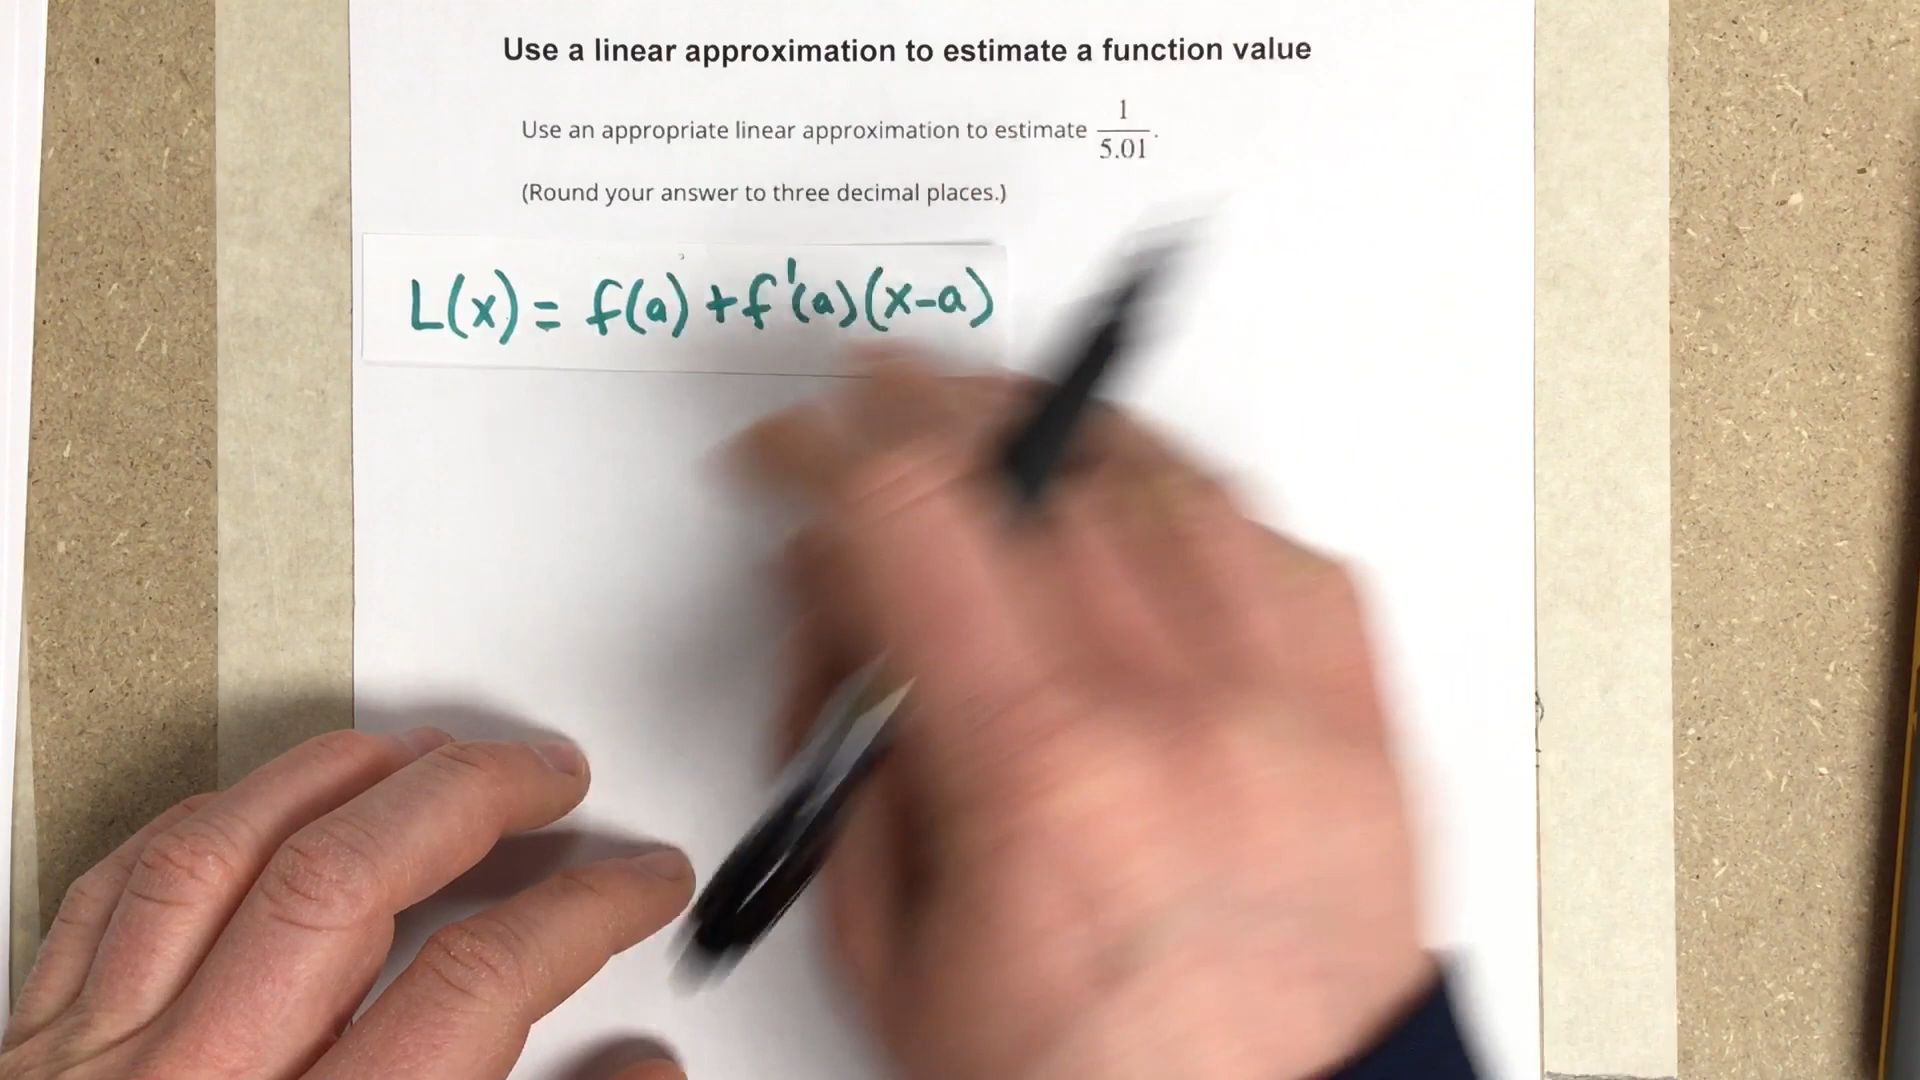 Use a linear approximation to estimate a function value
Use an appropriate linear approximation to estimate 1/5.01.
(Round your answer to three decimal places.)
L(x) = f(a) + f'(a)(x-a)